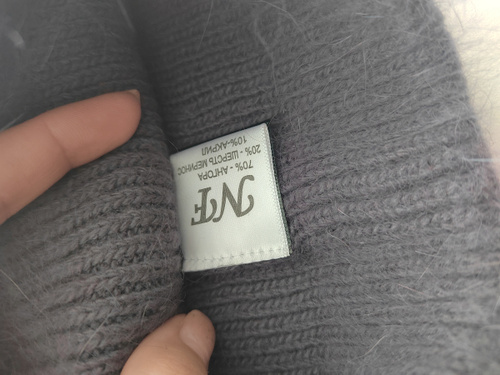 NF
70% - АНГОРА
20% - ШЕРСТЬ МЕРИНОС
10%-АКРИЛ